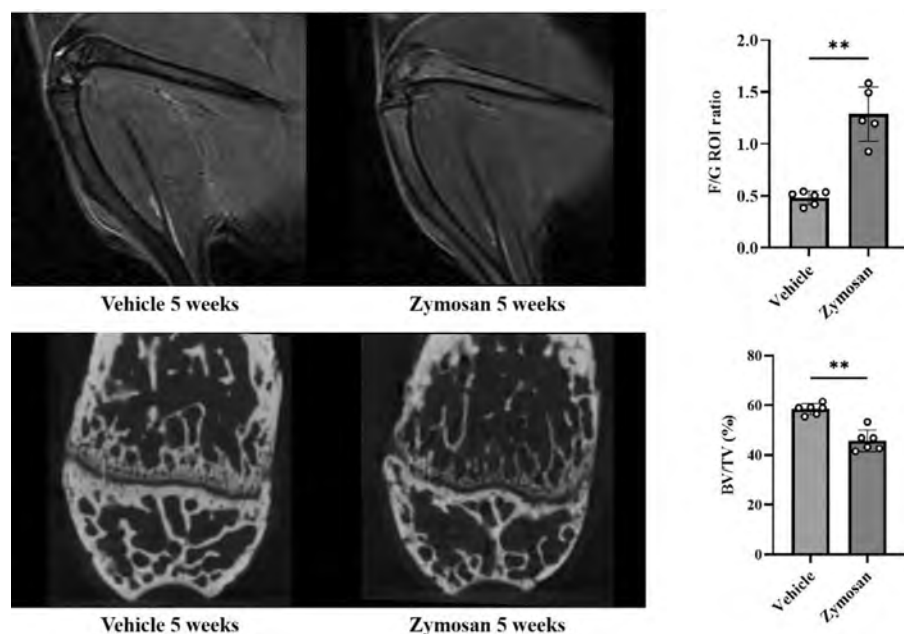 Vehicle 5 weeks
Zymosan 5 weeks
F/G ROI ratio
2.0
1.5
1.0
0.5
0.0
**
Vehicle
Zymosan
Vehicle 5 weeks
Zymosan 5 weeks
BV/TV (%)
80
60
40
20
0
**
Vehicle
Zymosan